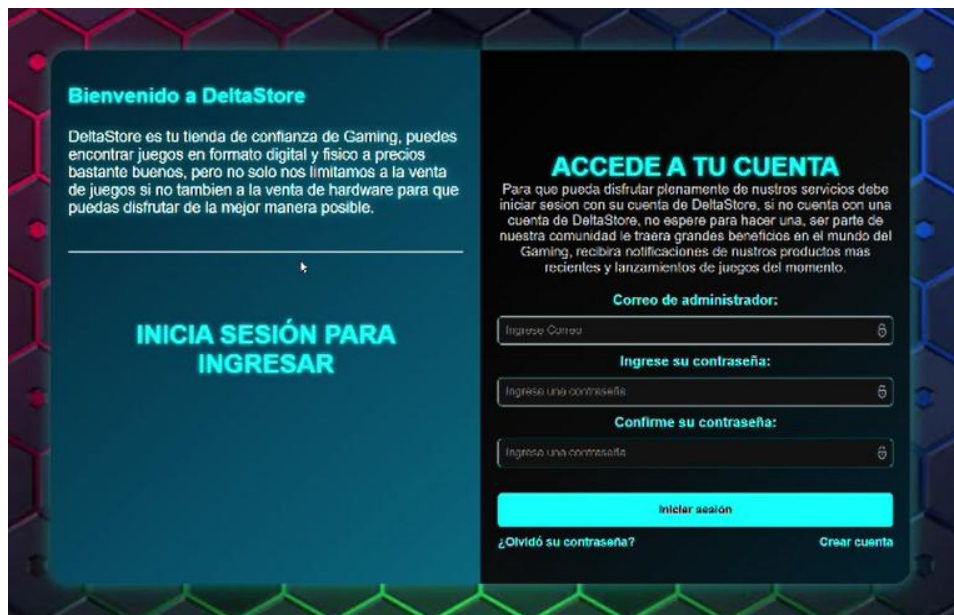 Bienvenido a DeltaStore
DeltaStore es tu tienda de confianza de Gaming, puedes
encontrar juegos en formato digital y fisico a precios
bastante buenos, pero no solo nos limitamos a la venta
de juegos si no tambien a la venta de hardware para que
puedas disfrutar de la mejor manera posible.
INICIA SESIÓN PARA
INGRESAR
ACCEDE A TU CUENTA
Para que pueda disfrutar plenamente de nustros servicios debe
iniciar sesion con su cuenta de DeltaStore, si no cuenta con una
cuenta de DeltaStore, no espere para hacer una, ser parte de
nuestra comunidad le traera grandes beneficios en el mundo del
Gaming, recibira notificaciones de nustros productos mas
recientes y lanzamientos de juegos del momento.
Correo de administrador:
Ingrese Correo
Ingrese su contraseña:
Ingrese una contraseña
Confirme su contraseña:
Ingrese una contraseña
Iniciar sesión
¿Olvidó su contraseña?
Crear cuenta